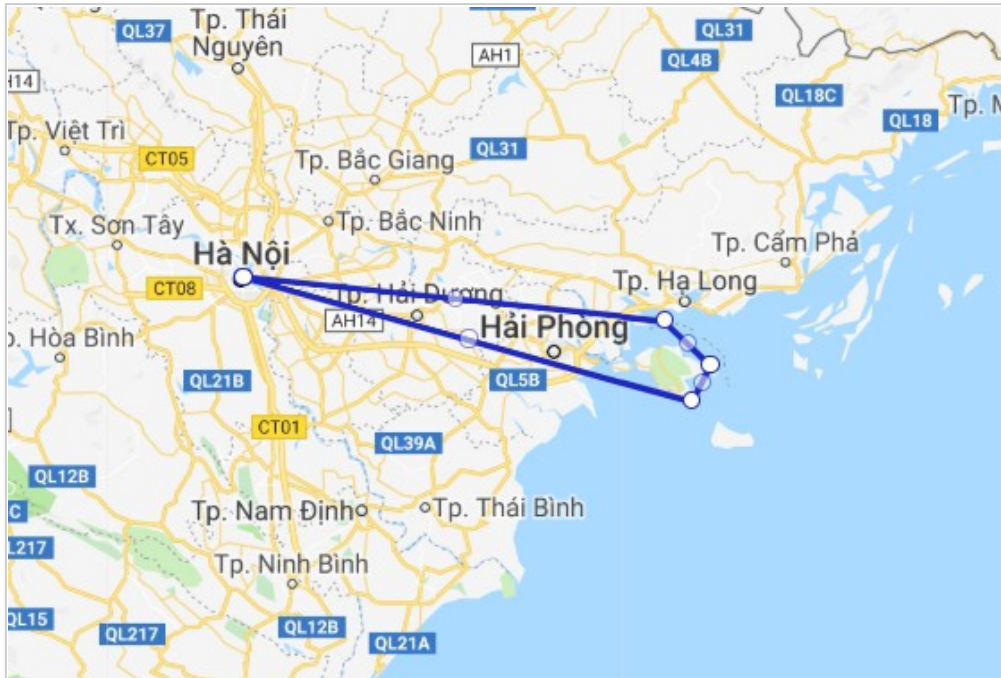 Tp. Thái
Nguyên
QL37
AH1
QL31
QL4B
QL18C
QL18
Tp. M
H14
Tp. Việt Trì
CT05
QL31
Tp. Bắc Giang
Tx. Sơn Tây
Tp. Bắc Ninh
Hà Nội
Tp. Cẩm Phả
CT08
Tp. Hải Dương
Tp. Hạ Long
AH14
Hải Phòng
p. Hòa Bình
QL21B
QL5B
CT01
QL39A
QL12B
C
L217
Tp. Nam Định
Tp. Thái Bình
Tp. Ninh Bình
QL15
QL217
QL12B
QL21A